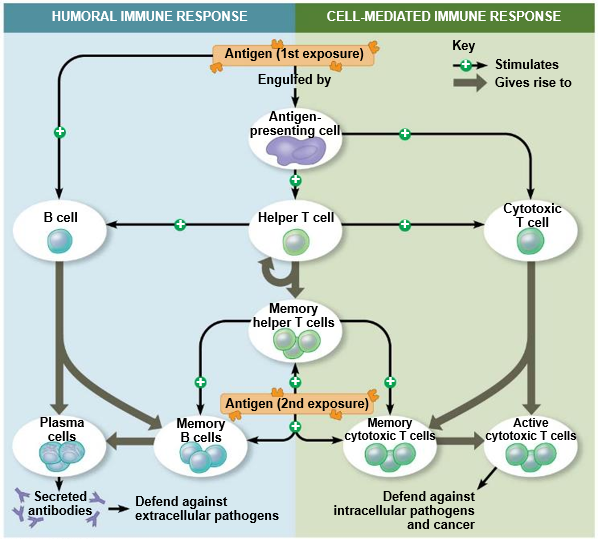 HUMORAL IMMUNE RESPONSE
CELL-MEDIATED IMMUNE RESPONSE
Antigen (1st exposure)
Key
Stimulates
Gives rise to
Engulfed by
Antigen-
presenting cell
B cell
Helper T cell
Cytotoxic
T cell
Memory
helper T cells
Antigen (2nd exposure)
Plasma
cells
Memory
B cells
Memory
cytotoxic T cells
Active
cytotoxic T cells
Secreted
antibodies
Defend against
extracellular pathogens
Defend against
intracellular pathogens
and cancer